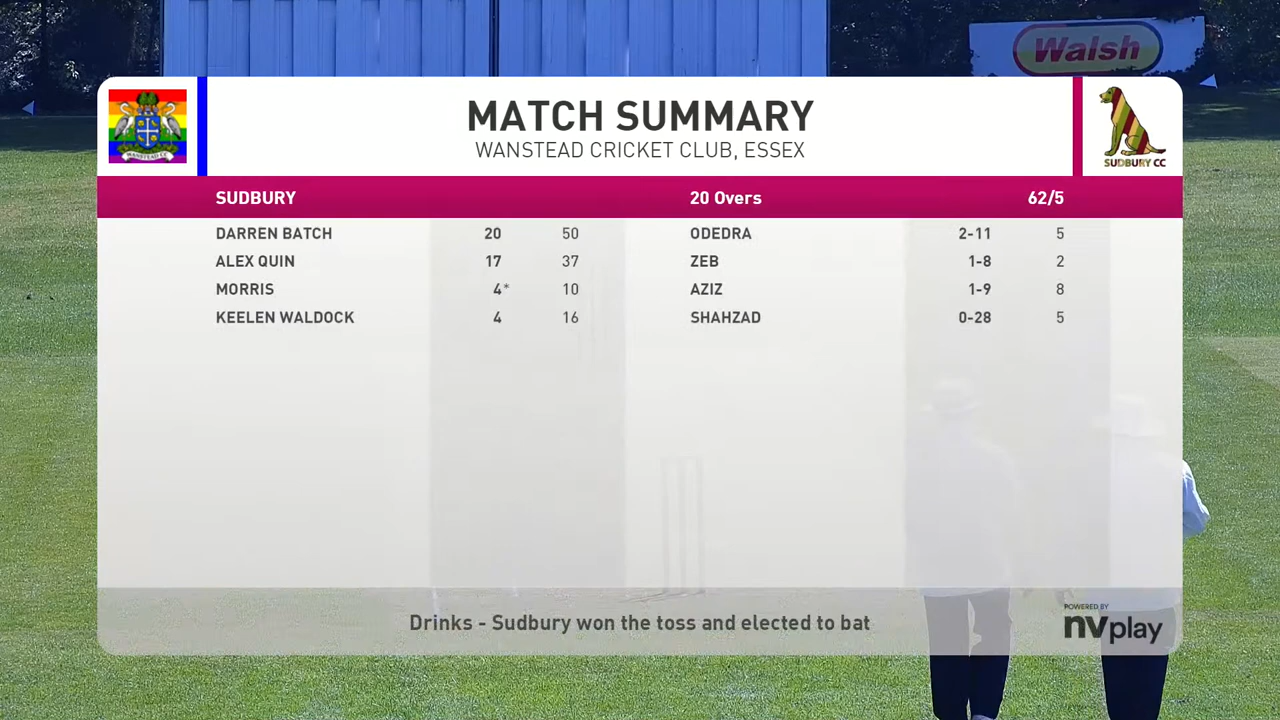 Walsh
MATCH SUMMARY
WANSTEAD CRICKET CLUB, ESSEX
WANSTEAD CC
SUDBURY CC
SUDBURY 20 Overs 62/5
DARREN BATCH 20 50 ODEDRA 2-11 5
ALEX QUIN 17 37 ZEB 1-8 2
MORRIS 4* 10 AZIZ 1-9 8
KEELEN WALDOCK 4 16 SHAHZAD 0-28 5
Drinks - Sudbury won the toss and elected to bat
POWERED BY
nvplay